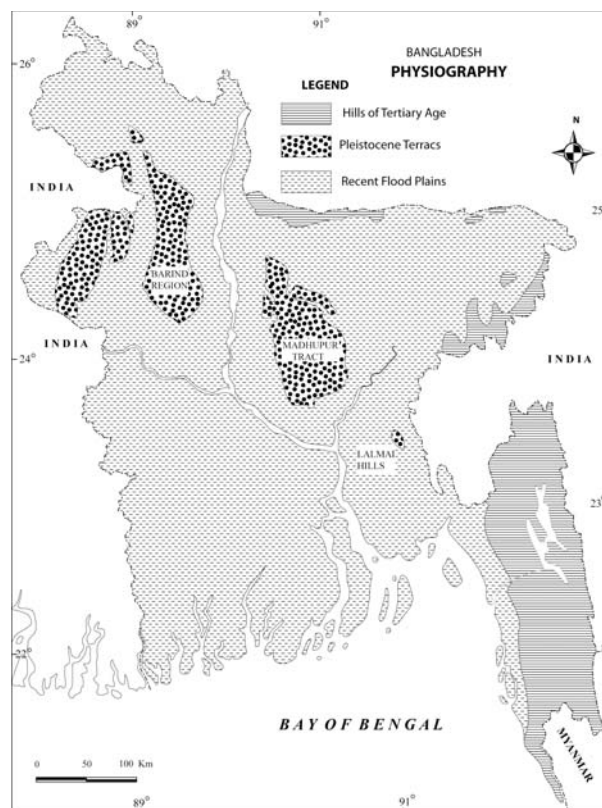 89°
91°
26°
BANGLADESH
PHYSIOGRAPHY
LEGEND
Hills of Tertiary Age
Pleistocene Terracs
Recent Flood Plains
N
INDIA
25
BARIND
REGION
MADHUPUR
TRACT
INDIA
24°
INDIA
LALMAI
HILLS
23
22°
BAY OF BENGAL
MYANMAR
0 50 100 Km
89°
91°